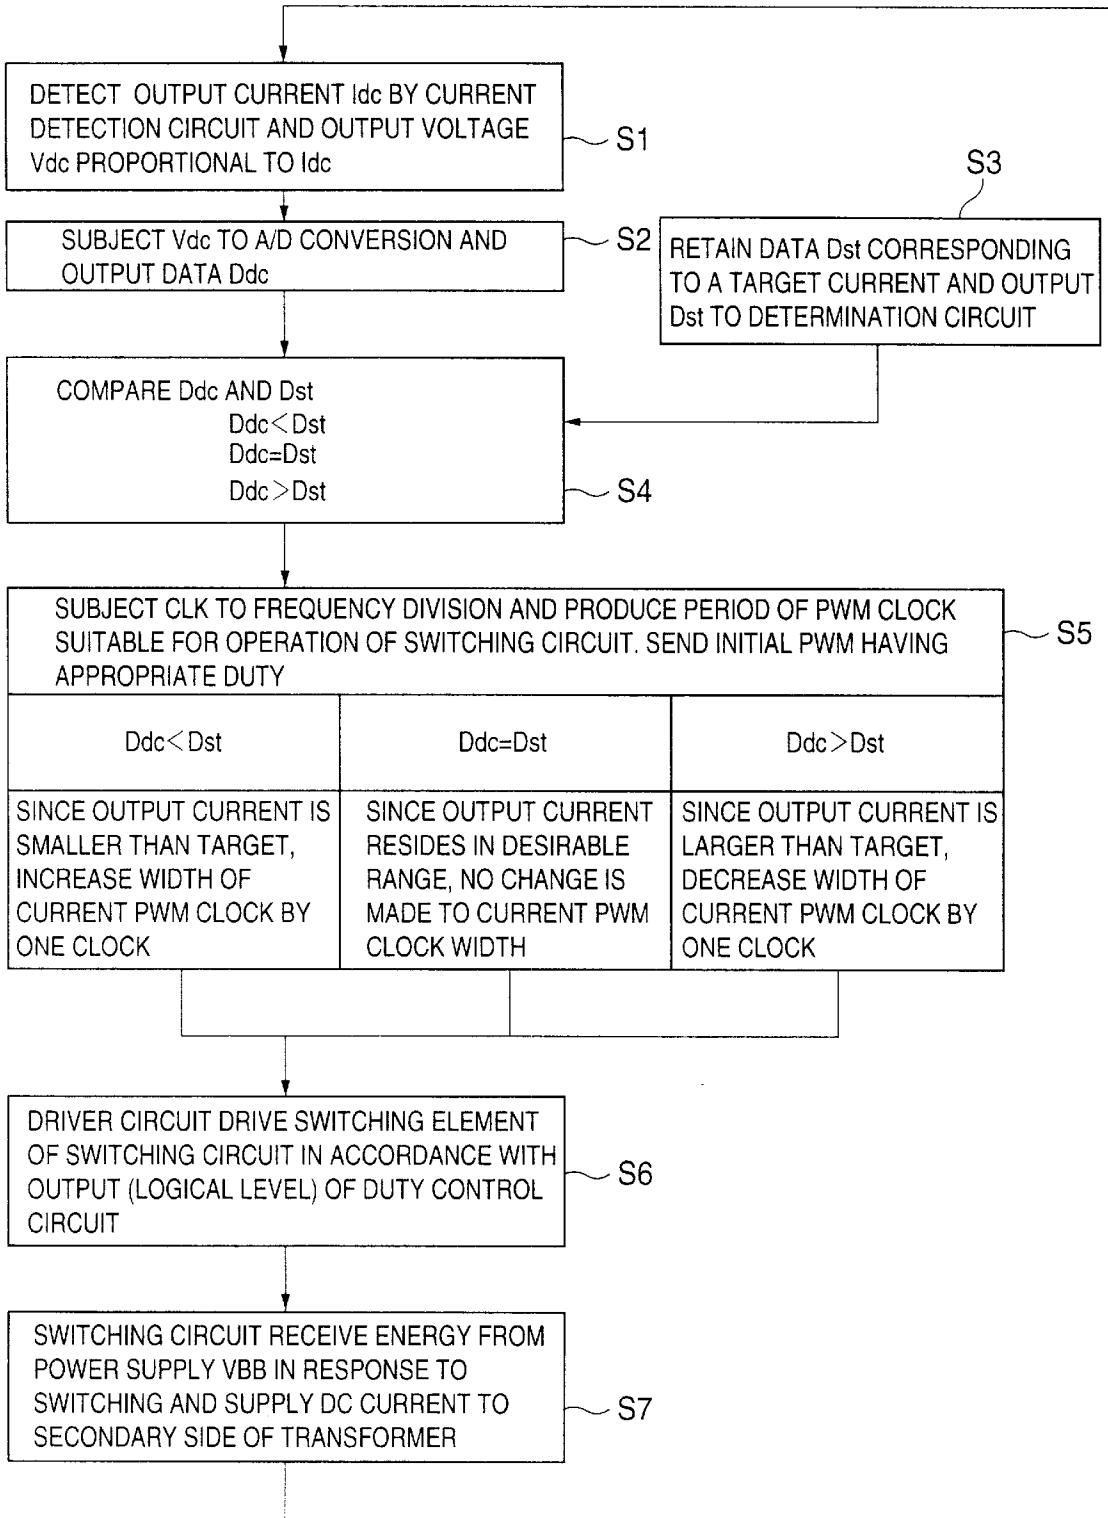 DETECT OUTPUT CURRENT Idc BY CURRENT
DETECTION CIRCUIT AND OUTPUT VOLTAGE
Vdc PROPORTIONAL TO Idc
S1
SUBJECT Vdc TO A/D CONVERSION AND
OUTPUT DATA Ddc
S2
S3
RETAIN DATA Dst CORRESPONDING
TO A TARGET CURRENT AND OUTPUT
Dst TO DETERMINATION CIRCUIT
COMPARE Ddc AND Dst
Ddc<Dst
Ddc=Dst
Ddc>Dst
S4
SUBJECT CLK TO FREQUENCY DIVISION AND PRODUCE PERIOD OF PWM CLOCK
SUITABLE FOR OPERATION OF SWITCHING CIRCUIT. SEND INITIAL PWM HAVING
APPROPRIATE DUTY
S5
Ddc<Dst
SINCE OUTPUT CURRENT IS
SMALLER THAN TARGET,
INCREASE WIDTH OF
CURRENT PWM CLOCK BY
ONE CLOCK
Ddc=Dst
SINCE OUTPUT CURRENT
RESIDES IN DESIRABLE
RANGE, NO CHANGE IS
MADE TO CURRENT PWM
CLOCK WIDTH
Ddc>Dst
SINCE OUTPUT CURRENT IS
LARGER THAN TARGET,
DECREASE WIDTH OF
CURRENT PWM CLOCK BY
ONE CLOCK
DRIVER CIRCUIT DRIVE SWITCHING ELEMENT
OF SWITCHING CIRCUIT IN ACCORDANCE WITH
OUTPUT (LOGICAL LEVEL) OF DUTY CONTROL
CIRCUIT
S6
SWITCHING CIRCUIT RECEIVE ENERGY FROM
POWER SUPPLY VBB IN RESPONSE TO
SWITCHING AND SUPPLY DC CURRENT TO
SECONDARY SIDE OF TRANSFORMER
S7